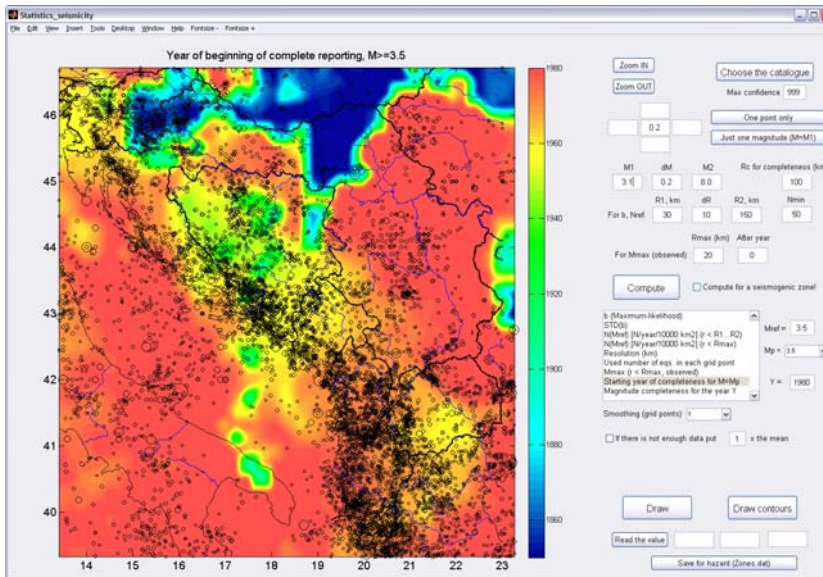 Statistics_seismicity
File Edit View Insert Tools Desktop Window Help Fontsize - Fontsize +
Year of beginning of complete reporting, M>=3.5
46
45
44
43
42
41
40
14 15 16 17 18 19 20 21 22 23
1980
1960
1940
1920
1900
1880
1860
Zoom IN
Zoom OUT
Choose the catalogue
Max confidence 999
0.2
One point only
Just one magnitude (M=M1)
M1 dM M2 Rc for completeness (km
3.1 0.2 8.0 100
R1, km dR R2, km Nmin
For b, Nref: 30 10 150 50
Rmax (km) After year
For Mmax (observed): 20 0
Compute
Compute for a seismogenic zone!
b (Maximum-likelihood)
STD(b)
N(Mref) [N/year/10000 km2] (r < R1 .. R2)
N(Mref) [N/year/10000 km2] (r < Rmax)
Resolution (km)
Used number of eqs. in each grid point
Mmax (r < Rmax, observed)
Starting year of completeness for M=Mp
Magnitude completeness for the year Y
Mref = 3.5
Mp = 3.5
Y = 1980
Smoothing (grid points) 1
If there is not enough data put 1 x the mean
Draw
Draw contours
Read the value
Save for hazard (Zones.dat)